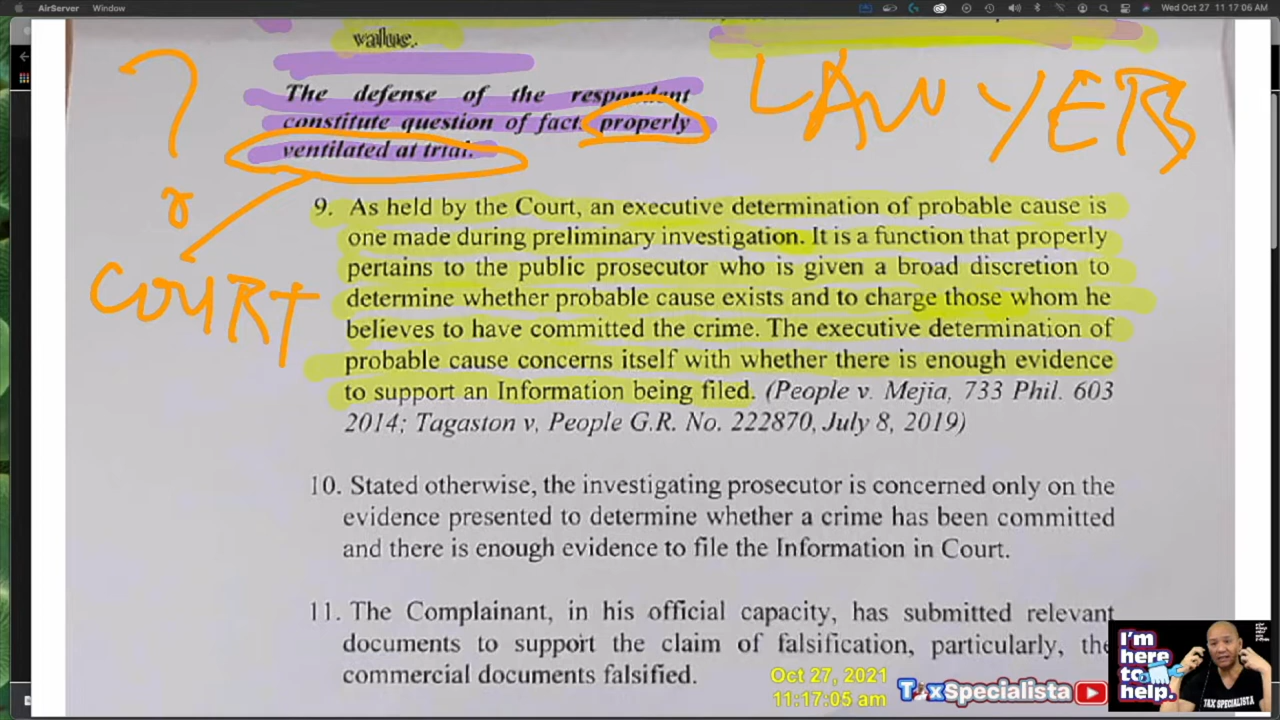 AirServer Window
Wed Oct 27 11:17:06 AM
value.
The defense of the respondent
constitute question of fact. properly
ventilated at trial.
?
LAWYERS
or
COURT
9. As held by the Court, an executive determination of probable cause is
one made during preliminary investigation. It is a function that properly
pertains to the public prosecutor who is given a broad discretion to
determine whether probable cause exists and to charge those whom he
believes to have committed the crime. The executive determination of
probable cause concerns itself with whether there is enough evidence
to support an Information being filed. (People v. Mejia, 733 Phil. 603
2014; Tagaston v, People G.R. No. 222870, July 8, 2019)
10. Stated otherwise, the investigating prosecutor is concerned only on the
evidence presented to determine whether a crime has been committed
and there is enough evidence to file the Information in Court.
11. The Complainant, in his official capacity, has submitted relevant
documents to support the claim of falsification, particularly, the
commercial documents falsified.
Oct 27, 2021
11:17:05 am
TaxSpecialista
I'm
here
to
help.
TAX SPECIALISTA